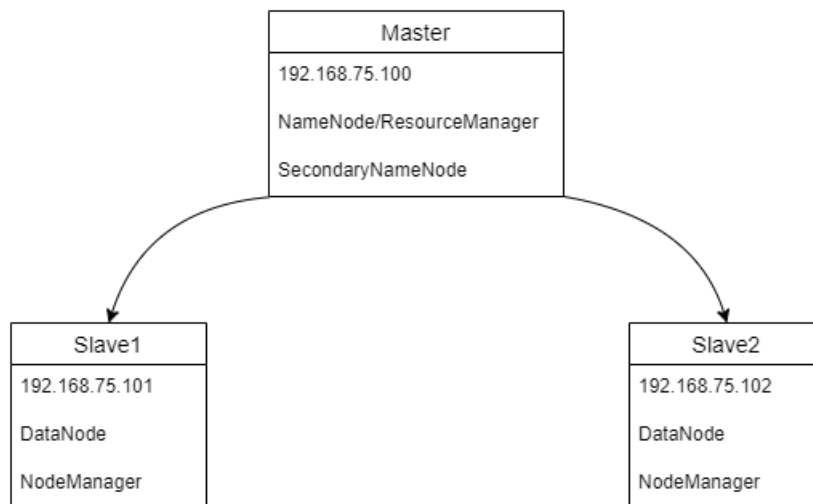 Master
192.168.75.100
NameNode/ResourceManager
SecondaryNameNode
Slave1
192.168.75.101
DataNode
NodeManager
Slave2
192.168.75.102
DataNode
NodeManager